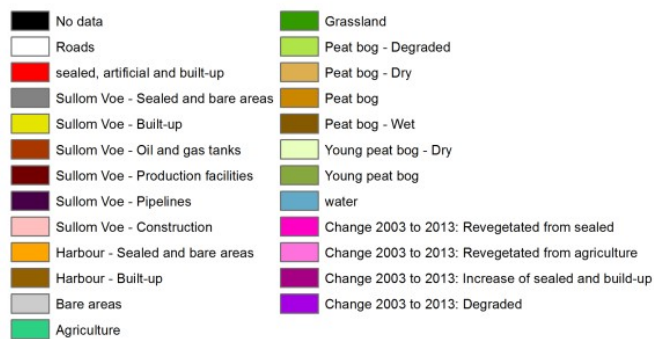 No data
Roads
sealed, artificial and built-up
Sullom Voe - Sealed and bare areas
Sullom Voe - Built-up
Sullom Voe - Oil and gas tanks
Sullom Voe - Production facilities
Sullom Voe - Pipelines
Sullom Voe - Construction
Harbour - Sealed and bare areas
Harbour - Built-up
Bare areas
Agriculture
Grassland
Peat bog - Degraded
Peat bog - Dry
Peat bog
Peat bog - Wet
Young peat bog - Dry
Young peat bog
water
Change 2003 to 2013: Revegetated from sealed
Change 2003 to 2013: Revegetated from agriculture
Change 2003 to 2013: Increase of sealed and build-up
Change 2003 to 2013: Degraded